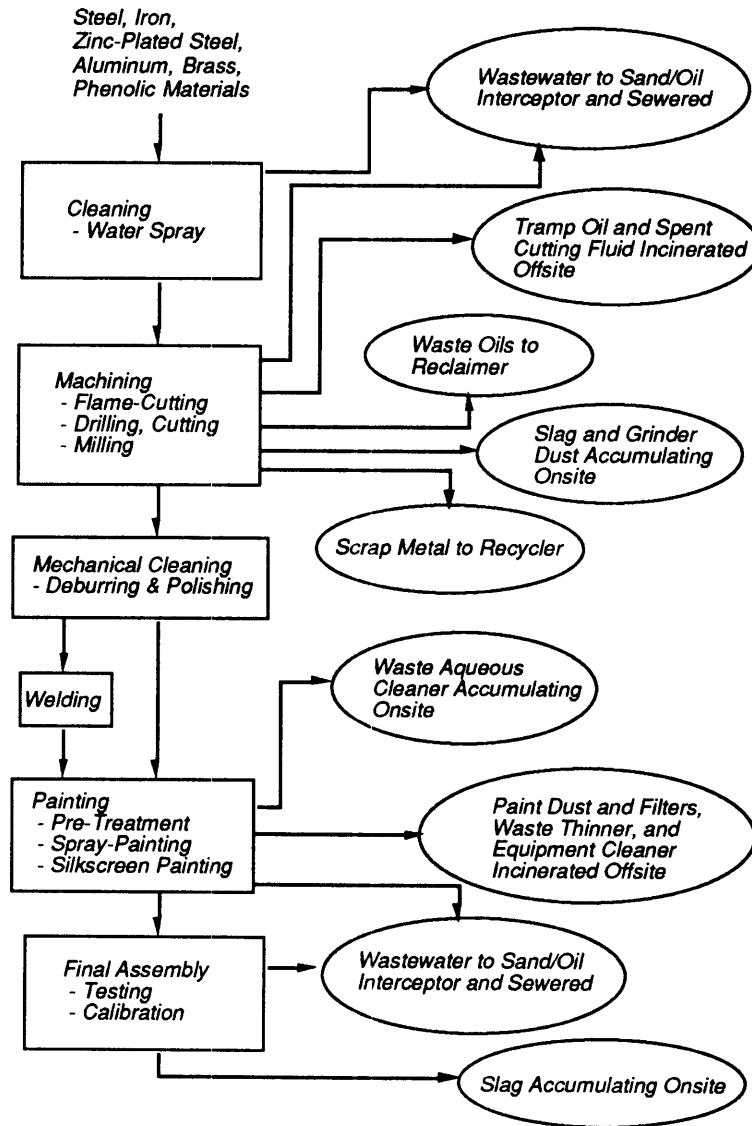 Steel, Iron,
Zinc-Plated Steel,
Aluminum, Brass,
Phenolic Materials
Wastewater to Sand/Oil
Interceptor and Sewered
Cleaning
- Water Spray
Tramp Oil and Spent
Cutting Fluid Incinerated
Offsite
Waste Oils to
Reclaimer
Machining
- Flame-Cutting
- Drilling, Cutting
- Milling
Slag and Grinder
Dust Accumulating
Onsite
Scrap Metal to Recycler
Mechanical Cleaning
- Deburring & Polishing
Waste Aqueous
Cleaner Accumulating
Onsite
Welding
Painting
- Pre-Treatment
- Spray-Painting
- Silkscreen Painting
Paint Dust and Filters,
Waste Thinner, and
Equipment Cleaner
Incinerated Offsite
Final Assembly
- Testing
- Calibration
Wastewater to Sand/Oil
Interceptor and Sewered
Slag Accumulating Onsite